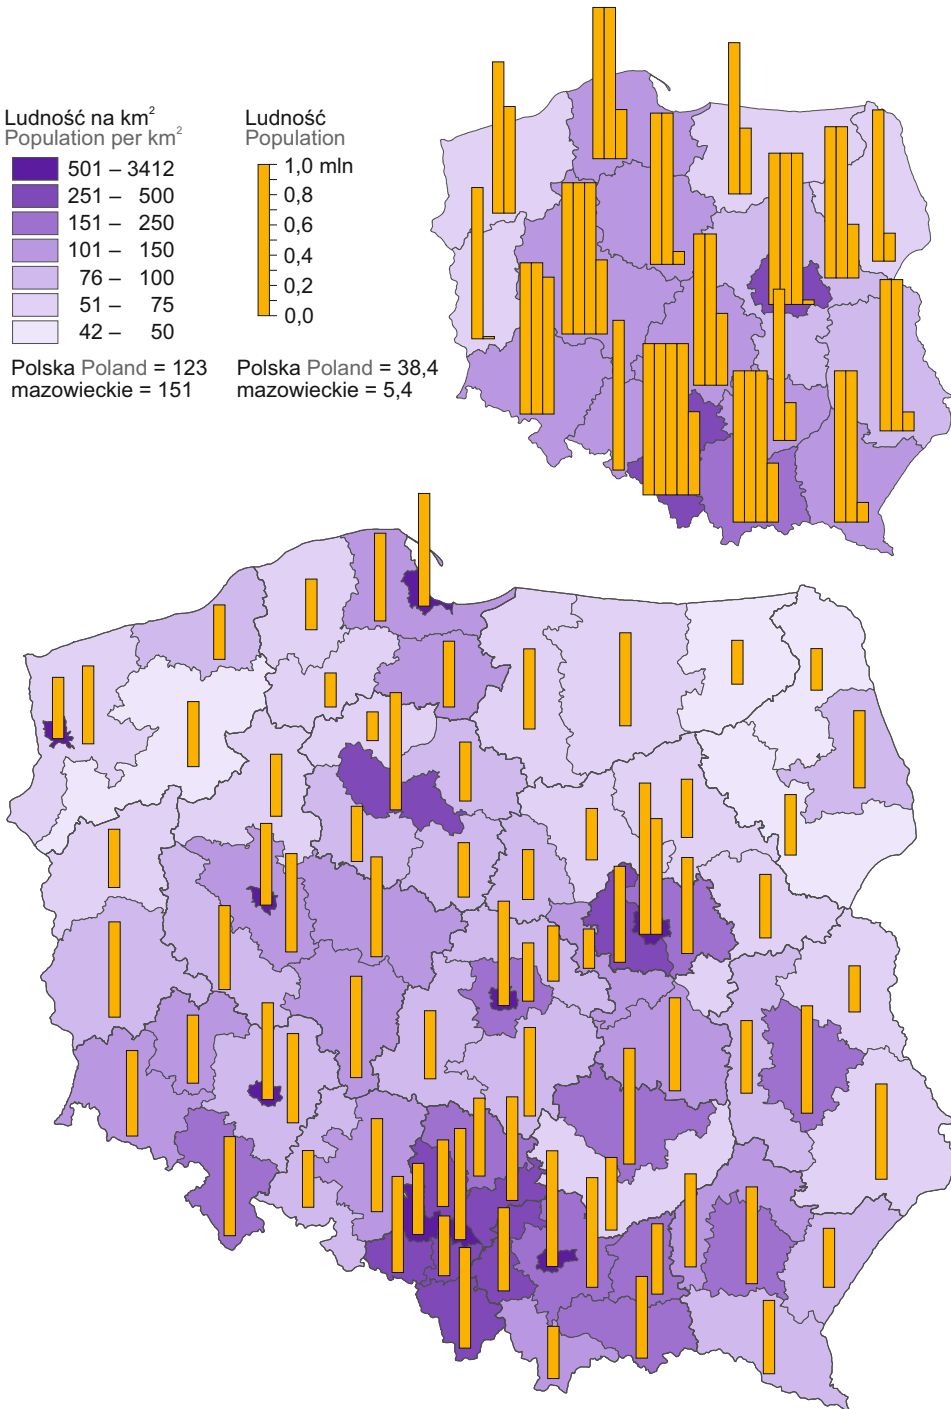 Ludność na km²
Population per km²
501 – 3412
251 – 500
151 – 250
101 – 150
76 – 100
51 – 75
42 – 50
Polska Poland = 123
mazowieckie = 151
Ludność
Population
1,0 mln
0,8
0,6
0,4
0,2
0,0
Polska Poland = 38,4
mazowieckie = 5,4